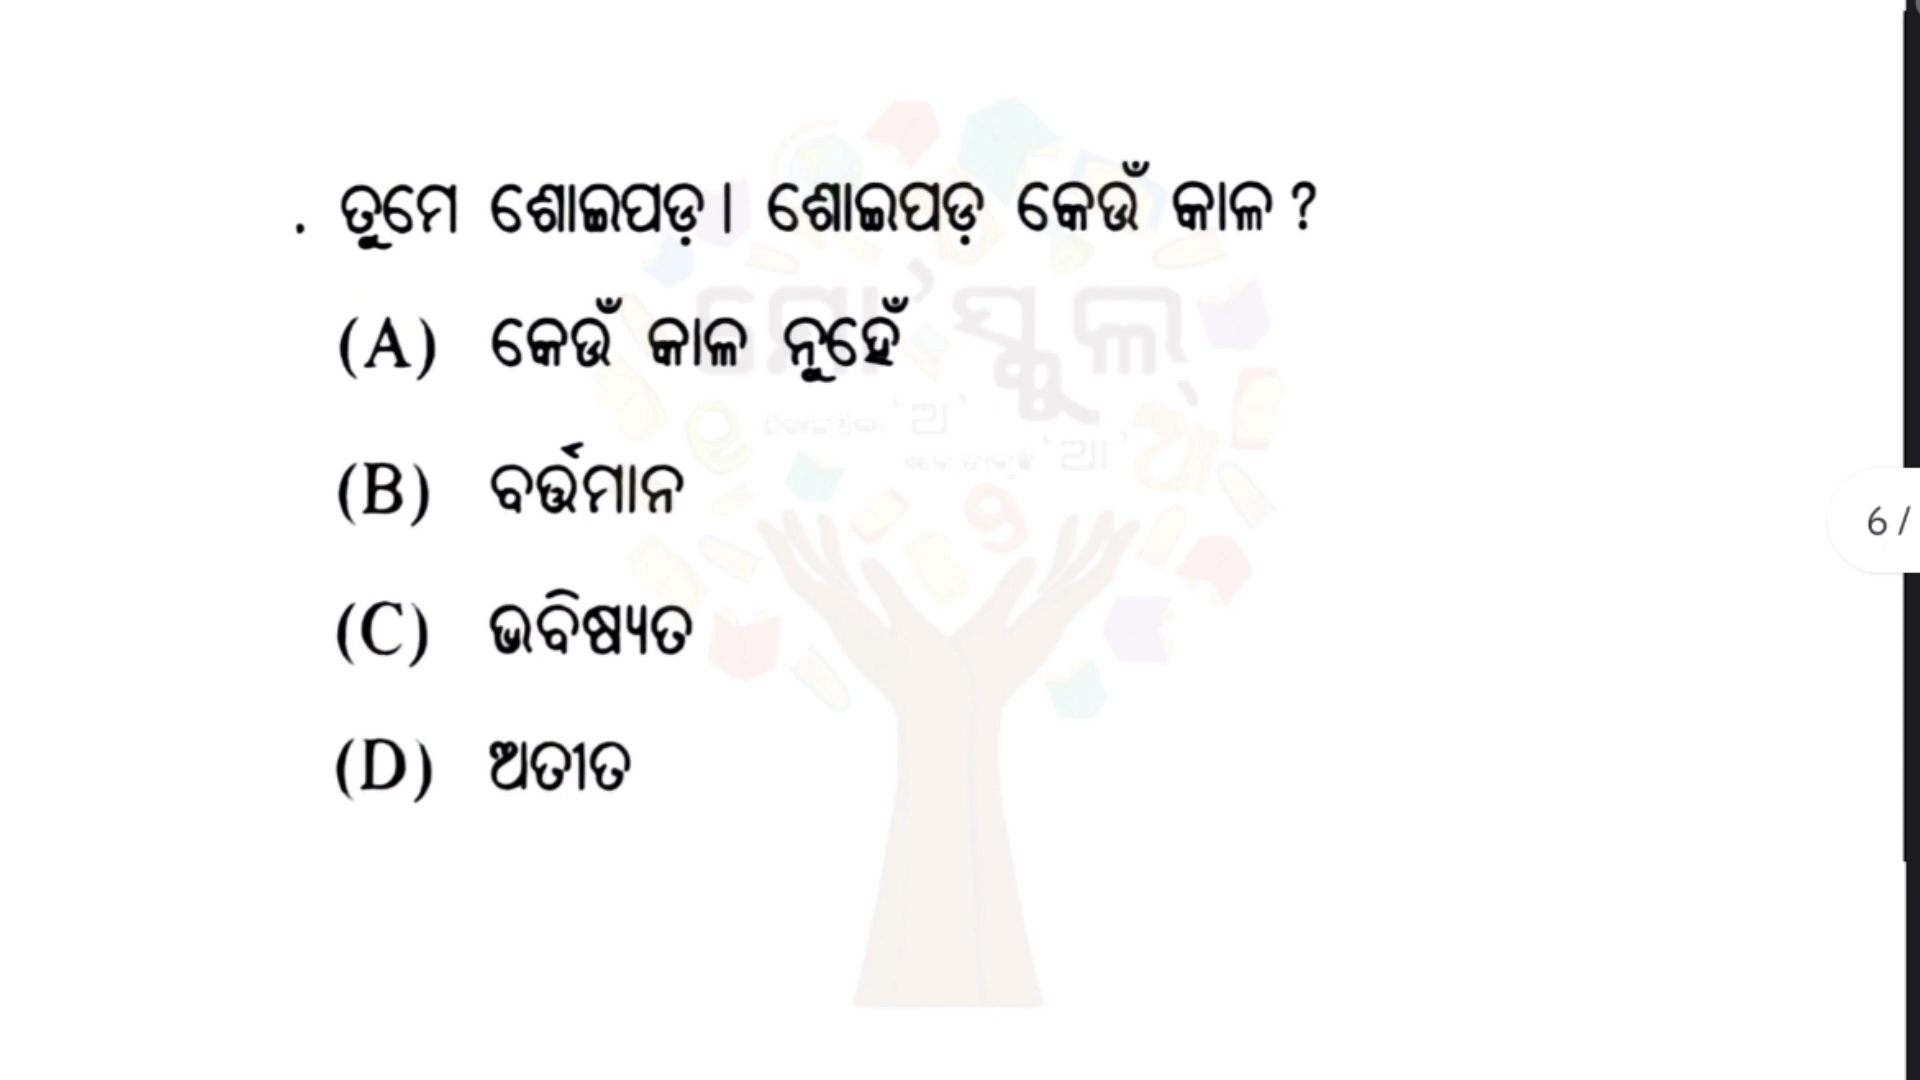 . ତୁମେ ଶୋଇପଡ଼। ଶୋଇପଡ଼ କେଉଁ କାଳ ?
(A) କେଉଁ କାଳ ନୁହେଁ
(B) ବର୍ତ୍ତମାନ
(C) ଭବିଷ୍ୟତ
(D) ଅତୀତ
ମୋ' ସ୍କୁଲ୍
'ଅ'
'ଆ'
6 /